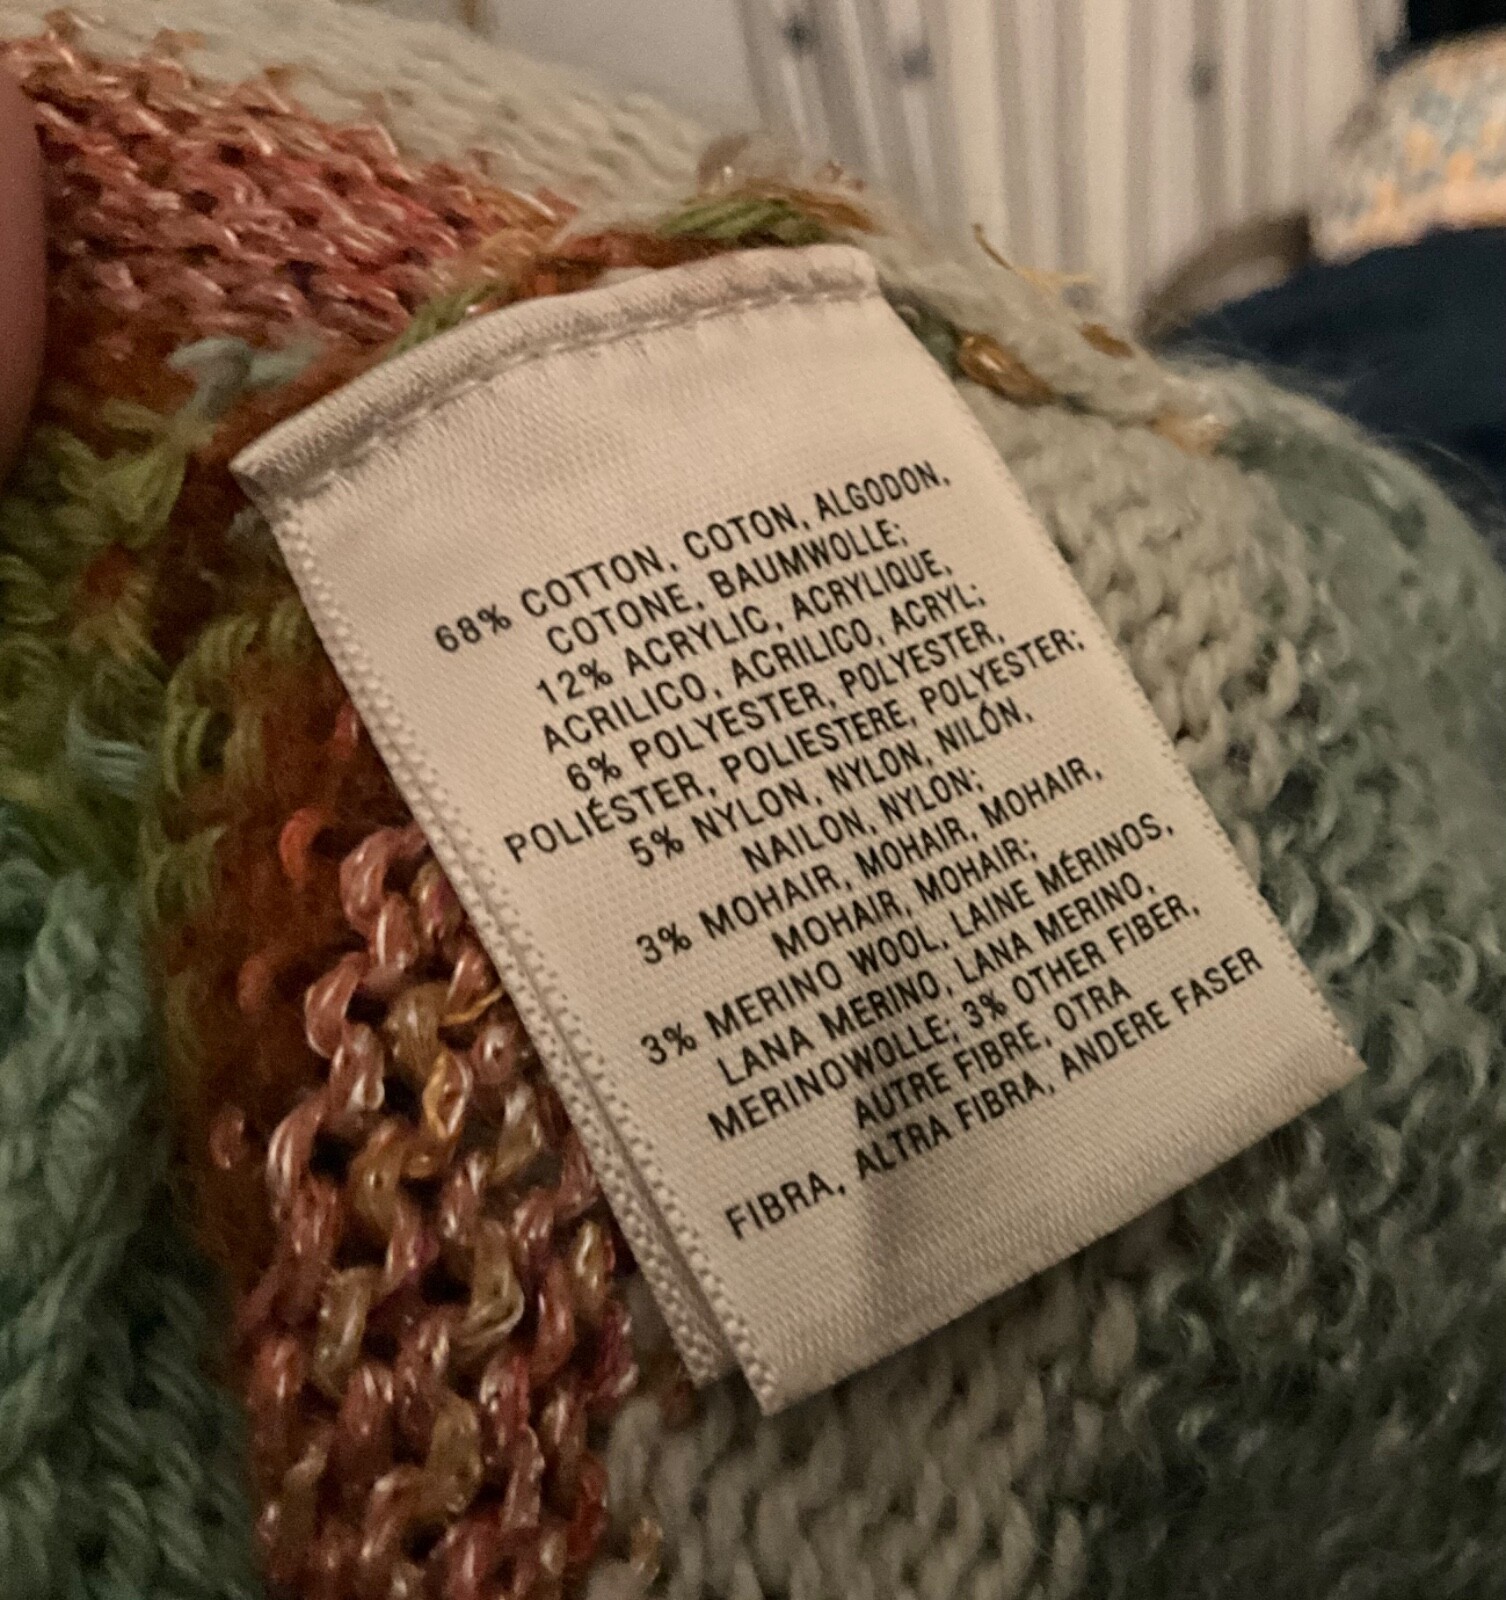 68% COTTON, COTON, ALGODON,
COTONE, BAUMWOLLE;
12% ACRYLIC, ACRYLIQUE,
ACRILICO, ACRILICO, ACRYL;
6% POLYESTER, POLYESTER,
POLIÉSTER, POLIESTERE, POLYESTER;
5% NYLON, NYLON, NILÓN,
NAILON, NYLON;
3% MOHAIR, MOHAIR, MOHAIR,
MOHAIR, MOHAIR;
3% MERINO WOOL, LAINE MÉRINOS,
LANA MERINO, LANA MERINO,
MERINOWOLLE; 3% OTHER FIBER,
AUTRE FIBRE, OTRA
FIBRA, ALTRA FIBRA, ANDERE FASER